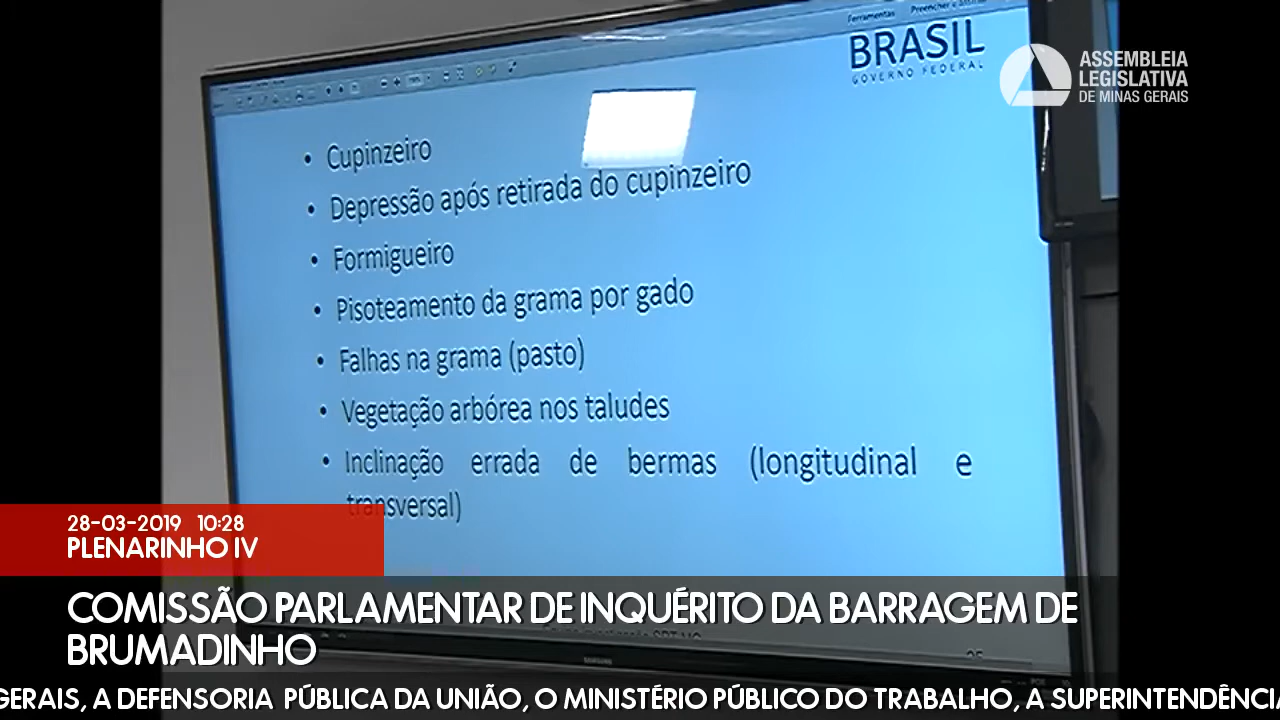 Ferramentas
BRASIL
GOVERNO FEDERAL
ASSEMBLEIA
LEGISLATIVA
DE MINAS GERAIS
• Cupinzeiro
• Depressão após retirada do cupinzeiro
• Formigueiro
• Pisoteamento da grama por gado
• Falhas na grama (pasto)
• Vegetação arbórea nos taludes
• Inclinação errada de bermas (longitudinal e
transversal)
28-03-2019 10:28
PLENARINHO IV
COMISSÃO PARLAMENTAR DE INQUÉRITO DA BARRAGEM DE
BRUMADINHO
SAMSUNG
GERAIS, A DEFENSORIA PÚBLICA DA UNIÃO, O MINISTÉRIO PÚBLICO DO TRABALHO, A SUPERINTENDÊNCIA